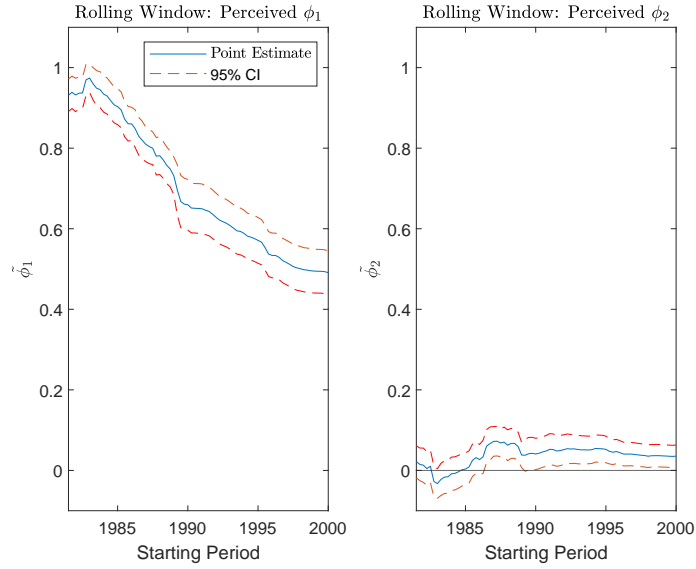 Rolling Window: Perceived ϕ₁
Point Estimate
95% CI
1
0.8
0.6
0.4
0.2
0
ϕ̃₁
1985
1990
1995
2000
Starting Period
Rolling Window: Perceived ϕ₂
1
0.8
0.6
0.4
0.2
0
ϕ̃₂
1985
1990
1995
2000
Starting Period